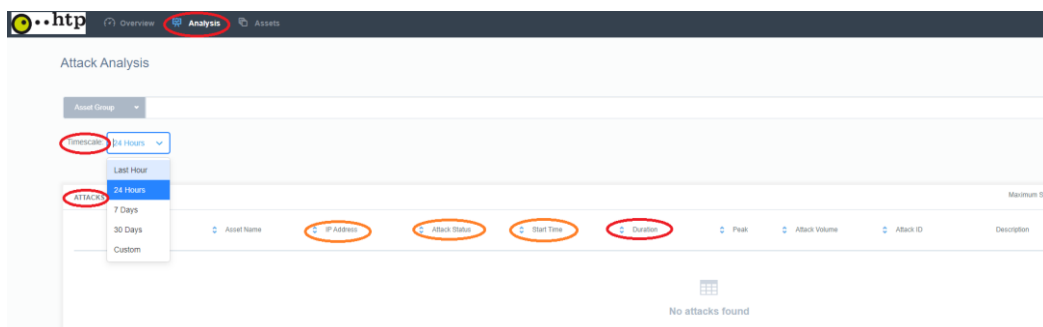 htp Overview Analysis Assets
Attack Analysis
Asset Group
Timescale: 24 Hours
Last Hour
ATTACKS 24 Hours Maximum S
7 Days
Asset Name IP Address Attack Status Start Time Duration Peak Attack Volume Attack ID Description
30 Days
Custom
No attacks found